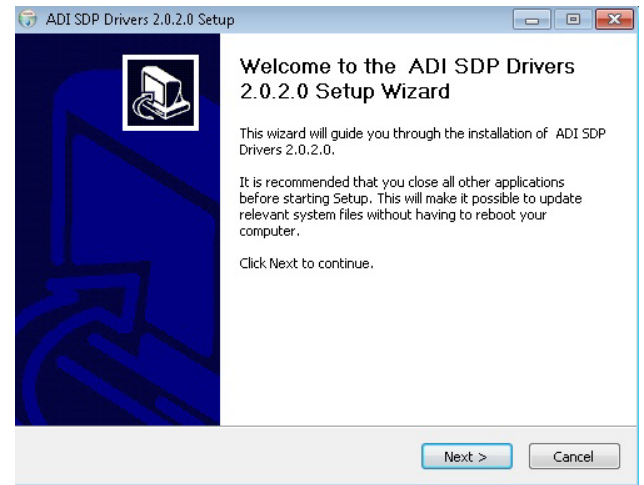 ADI SDP Drivers 2.0.2.0 Setup
Welcome to the ADI SDP Drivers
2.0.2.0 Setup Wizard
This wizard will guide you through the installation of ADI SDP
Drivers 2.0.2.0.
It is recommended that you close all other applications
before starting Setup. This will make it possible to update
relevant system files without having to reboot your
computer.
Click Next to continue.
Next >
Cancel